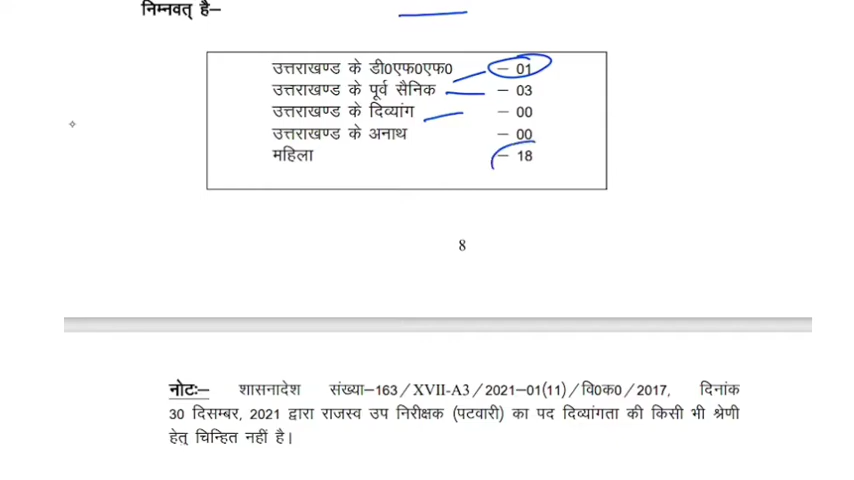 निम्नवत् है–
उत्तराखण्ड के डी0एफ0एफ0 – 01
उत्तराखण्ड के पूर्व सैनिक – 03
उत्तराखण्ड के दिव्यांग – 00
उत्तराखण्ड के अनाथ – 00
महिला – 18
8
नोटः– शासनादेश संख्या–163/XVII-A3/2021–01(11)/वि0क0/2017, दिनांक
30 दिसम्बर, 2021 द्वारा राजस्व उप निरीक्षक (पटवारी) का पद दिव्यांगता की किसी भी श्रेणी
हेतु चिन्हित नहीं है।